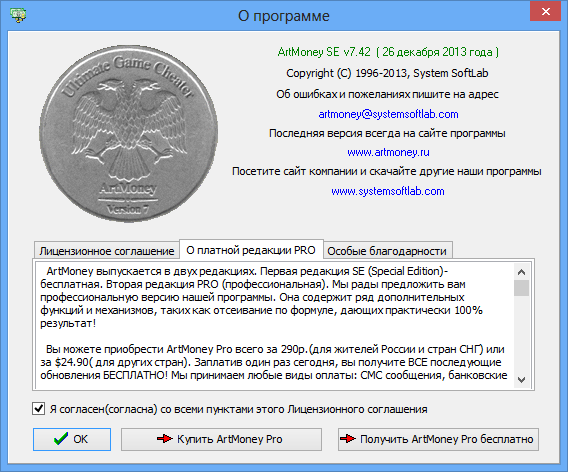 О программе
Ultimate Game Cheater
ArtMoney
Version 7
ArtMoney SE v7.42 ( 26 декабря 2013 года )
Copyright (C) 1996-2013, System SoftLab
Об ошибках и пожеланиях пишите на адрес
artmoney@systemsoftlab.com
Последняя версия всегда на сайте программы
www.artmoney.ru
Посетите сайт компании и скачайте другие наши программы
www.systemsoftlab.com
Лицензионное соглашение О платной редакции PRO Особые благодарности
ArtMoney выпускается в двух редакциях. Первая редакция SE (Special Edition)-
бесплатная. Вторая редакция PRO (профессиональная). Мы рады предложить вам
профессиональную версию нашей программы. Она содержит ряд дополнительных
функций и механизмов, таких как отсеивание по формуле, дающих практически 100%
результат!
Вы можете приобрести ArtMoney Pro всего за 290р.(для жителей России и стран СНГ) или
за $24.90( для других стран). Заплатив один раз сегодня, вы получите ВСЕ последующие
обновления БЕСПЛАТНО! Мы принимаем любые виды оплаты: СМС сообщения, банковские
Я согласен(согласна) со всеми пунктами этого Лицензионного соглашения
OK Купить ArtMoney Pro Получить ArtMoney Pro бесплатно